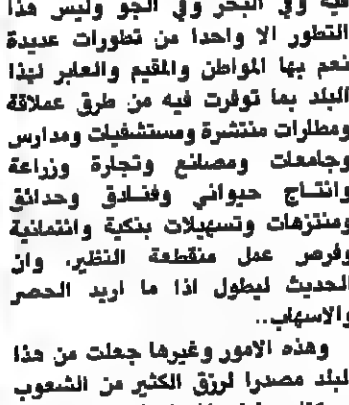 فيه وفي البحر وفي الجو وليس هذا
التطور الا واحدا من تطورات عديدة
نعم بها المواطن والمقيم والعابر لهذا
البلد بما توفرت فيه من طرق عملاقة
ومطارات منتشرة ومستشفيات ومدارس
وجامعات ومصانع وتجارة وزراعة
وانتاج حيواني وفنادق وحدائق
ومنتزهات وتسهيلات بنكية وائتمانية
وفرص عمل منقطعة النظير. وان
الحديث ليطول اذا ما اريد الحصر
والاسهاب..
وهذه الامور وغيرها جعلت من هذا
البلد مصدرا لرزق الكثير من الشعوب